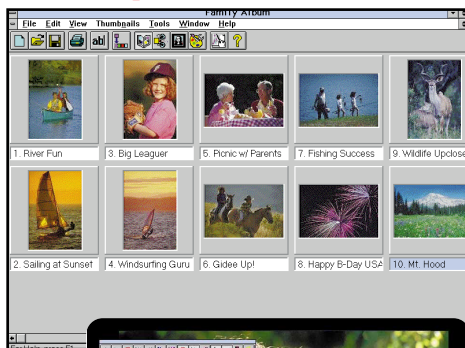 Family Album
File Edit View Thumbnails Tools Window Help
ab
1. River Fun
3. Big Leaguer
5. Picnic w/ Parents
7. Fishing Success
9. Wildlife Upclose
2. Sailing at Sunset
4. Windsurfing Guru
6. Gidee Up!
8. Happy B-Day USA
10. Mt. Hood